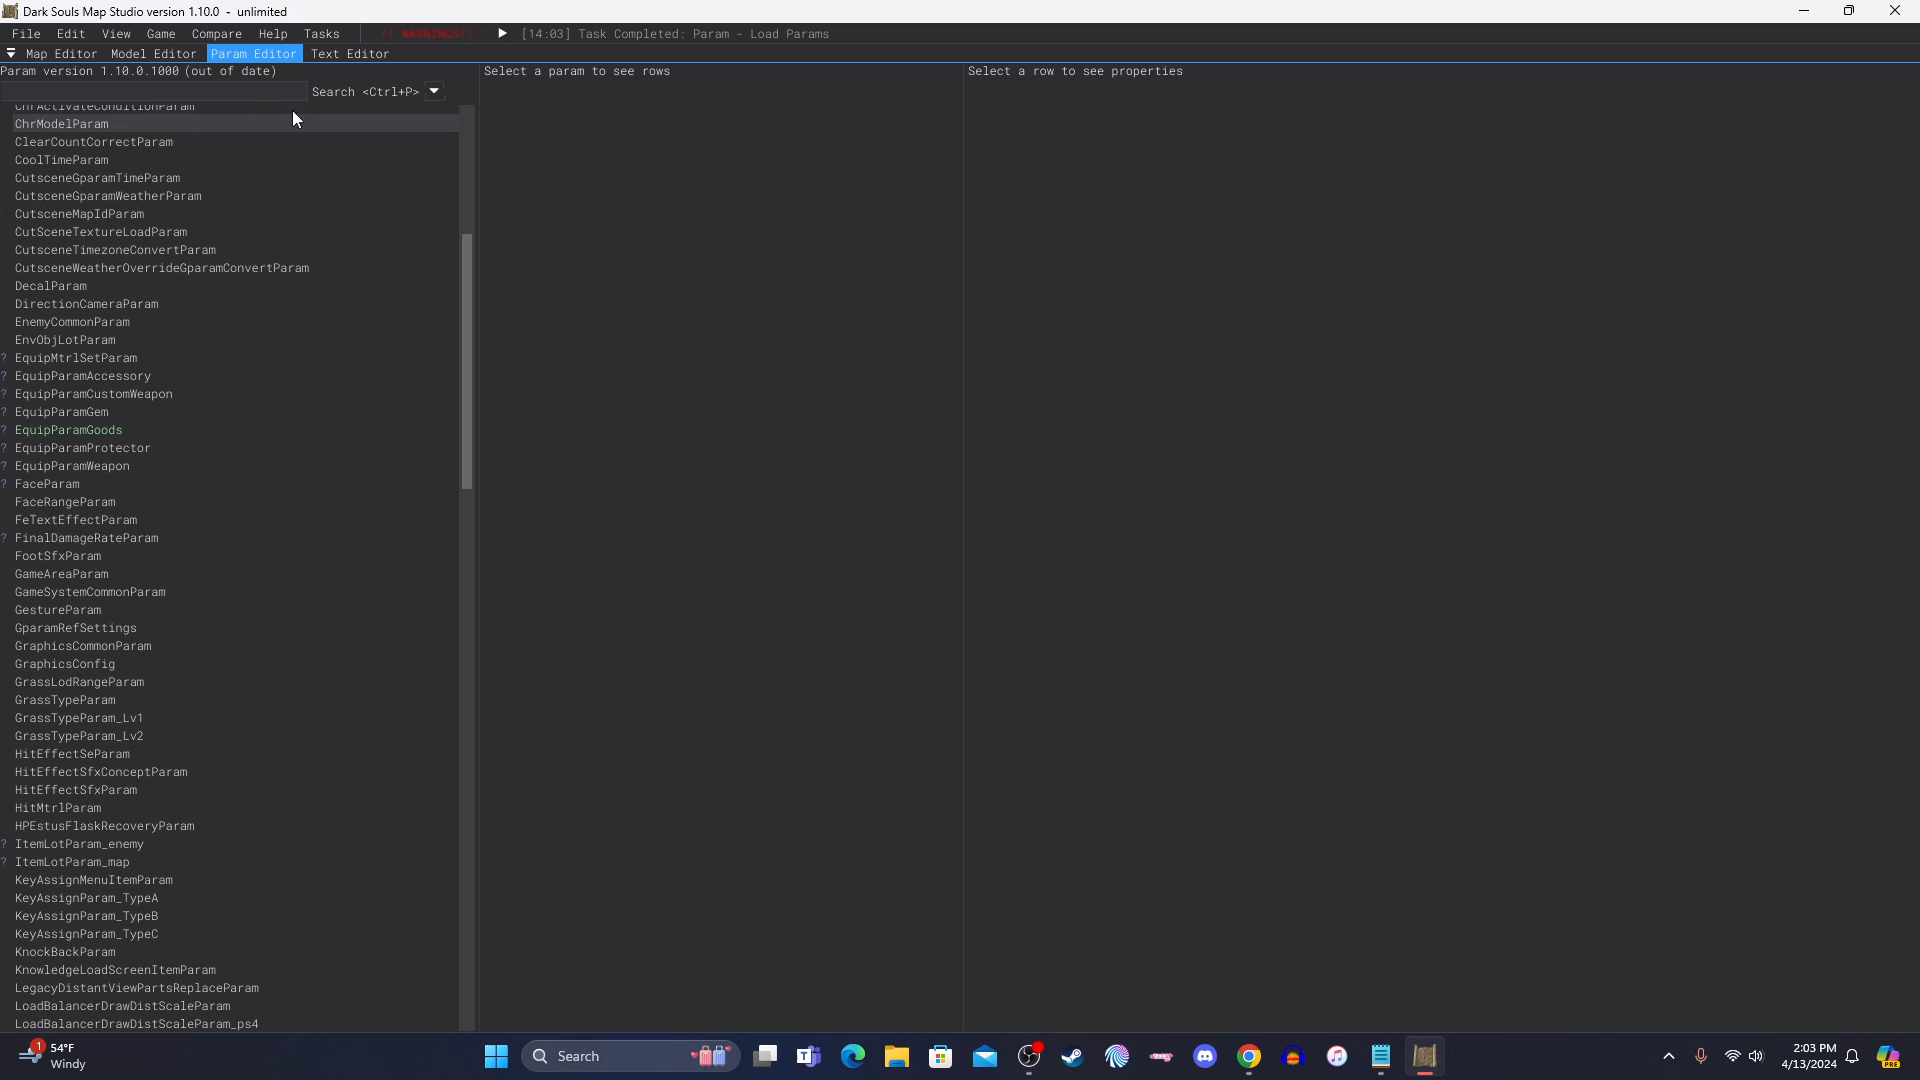 Dark Souls Map Studio version 1.10.0 - unlimited
File Edit View Game Compare Help Tasks !! WARNINGS!! [14:03] Task Completed: Param - Load Params
Map Editor Model Editor Param Editor Text Editor
Param version 1.10.0.1000 (out of date)
Select a param to see rows
Select a row to see properties
Search <Ctrl+P>
ChrActivateConditionParam
ChrModelParam
ClearCountCorrectParam
CoolTimeParam
CutsceneGparamTimeParam
CutsceneGparamWeatherParam
CutsceneMapIdParam
CutSceneTextureLoadParam
CutsceneTimezoneConvertParam
CutsceneWeatherOverrideGparamConvertParam
DecalParam
DirectionCameraParam
EnemyCommonParam
EnvObjLotParam
? EquipMtrlSetParam
? EquipParamAccessory
? EquipParamCustomWeapon
? EquipParamGem
? EquipParamGoods
? EquipParamProtector
? EquipParamWeapon
? FaceParam
FaceRangeParam
FeTextEffectParam
? FinalDamageRateParam
FootSfxParam
GameAreaParam
GameSystemCommonParam
GestureParam
GparamRefSettings
GraphicsCommonParam
GraphicsConfig
GrassLodRangeParam
GrassTypeParam
GrassTypeParam_Lv1
GrassTypeParam_Lv2
HitEffectSeParam
HitEffectSfxConceptParam
HitEffectSfxParam
HitMtrlParam
HPEstusFlaskRecoveryParam
? ItemLotParam_enemy
? ItemLotParam_map
KeyAssignMenuItemParam
KeyAssignParam_TypeA
KeyAssignParam_TypeB
KeyAssignParam_TypeC
KnockBackParam
KnowledgeLoadScreenItemParam
LegacyDistantViewPartsReplaceParam
LoadBalancerDrawDistScaleParam
LoadBalancerDrawDistScaleParam_ps4
1
54°F
Windy
Search
2:03 PM
4/13/2024
PRE